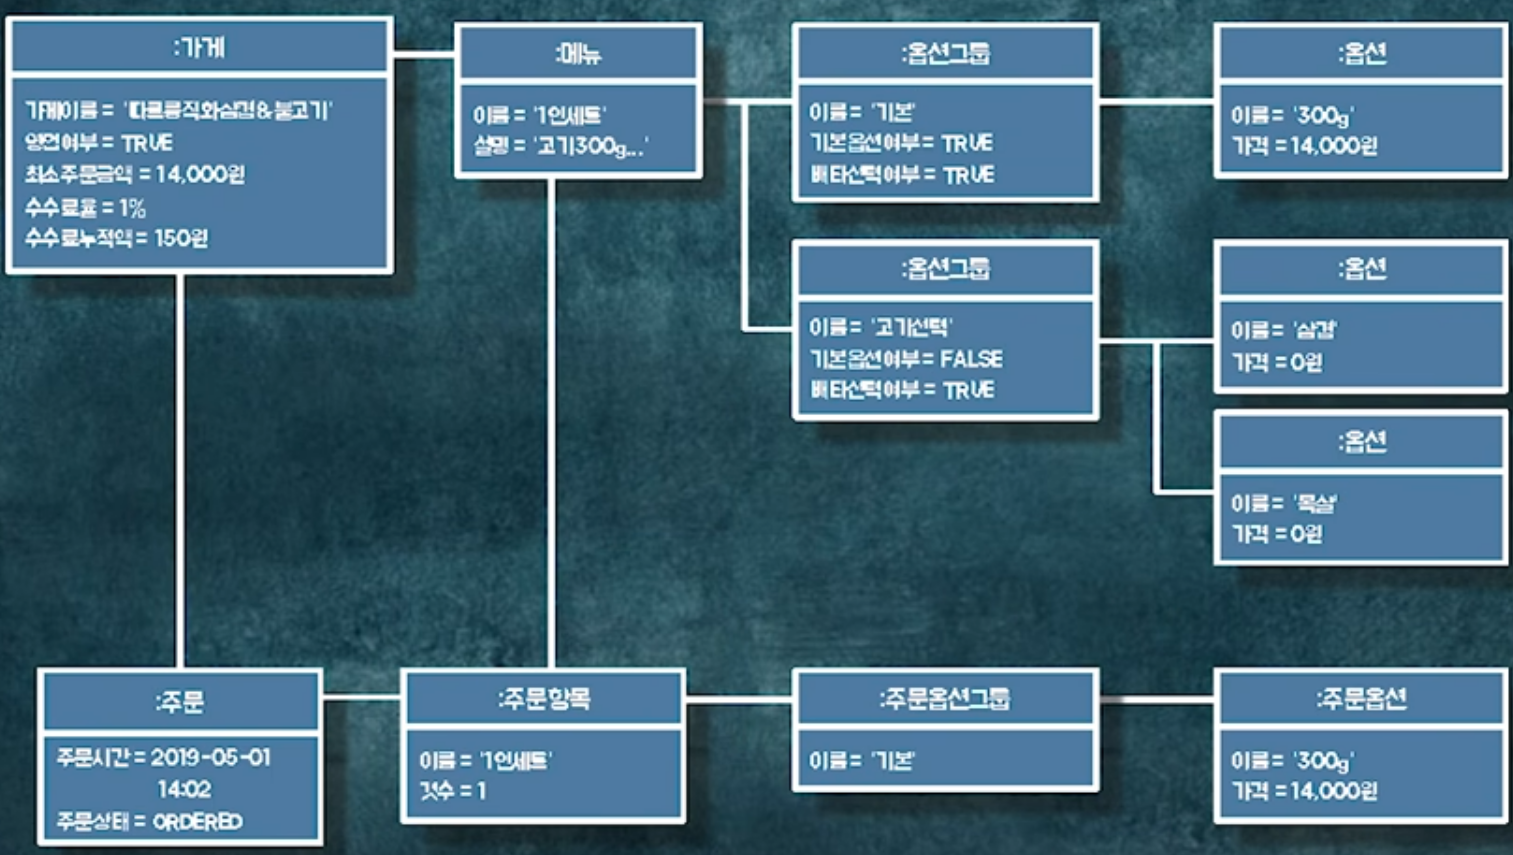 :가게
가게이름 = '따르릉직화삼겹&불고기'
영업여부 = TRUE
최소주문금액 = 14,000원
수수료율 = 1%
수수료누적액 = 150원
:메뉴
이름 = '1인세트'
설명 = '고기300g...'
:옵션그룹
이름 = '기본'
기본옵션여부 = TRUE
배타선택여부 = TRUE
:옵션
이름 = '300g'
가격 = 14,000원
:옵션그룹
이름 = '고기선택'
기본옵션여부 = FALSE
배타선택여부 = TRUE
:옵션
이름 = '삼겹'
가격 = 0원
:옵션
이름 = '목살'
가격 = 0원
:주문
주문시간 = 2019-05-01
14:02
주문상태 = ORDERED
:주문항목
이름 = '1인세트'
갯수 = 1
:주문옵션그룹
이름 = '기본'
:주문옵션
이름 = '300g'
가격 = 14,000원